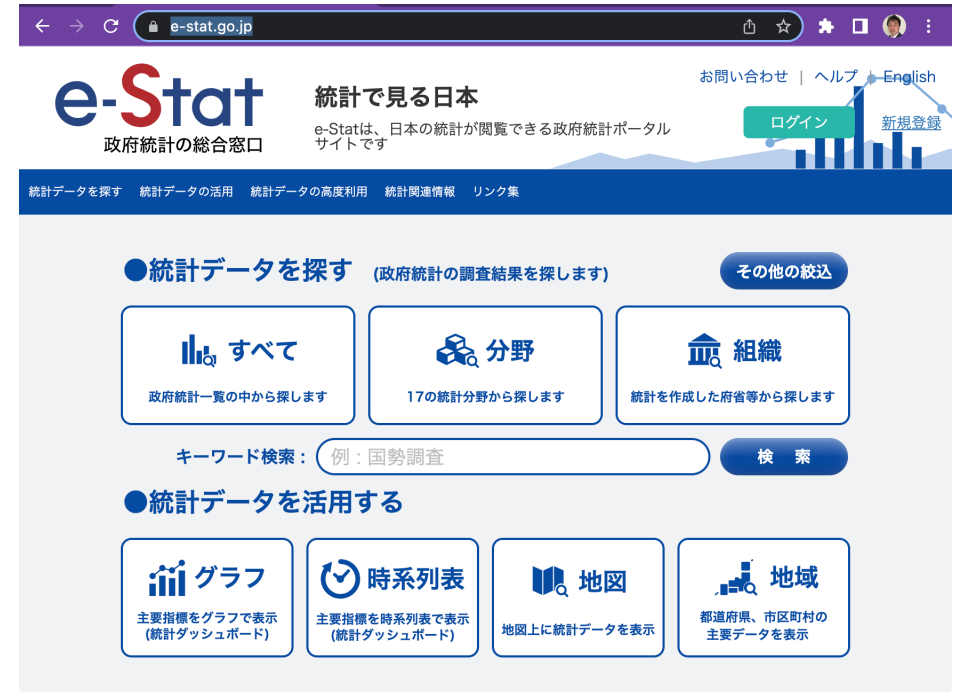 e-stat.go.jp
e-Stat
政府統計の総合窓口
統計で見る日本
e-Statは、日本の統計が閲覧できる政府統計ポータル
サイトです
お問い合わせ | ヘルプ | English
ログイン 新規登録
統計データを探す 統計データの活用 統計データの高度利用 統計関連情報 リンク集
●統計データを探す (政府統計の調査結果を探します) その他の絞込
すべて 分野 組織
政府統計一覧の中から探します 17の統計分野から探します 統計を作成した府省等から探します
キーワード検索: 例:国勢調査 検 索
●統計データを活用する
グラフ 時系列表 地図 地域
主要指標をグラフで表示
(統計ダッシュボード)
主要指標を時系列表で表示
(統計ダッシュボード)
地図上に統計データを表示
都道府県、市区町村の
主要データを表示